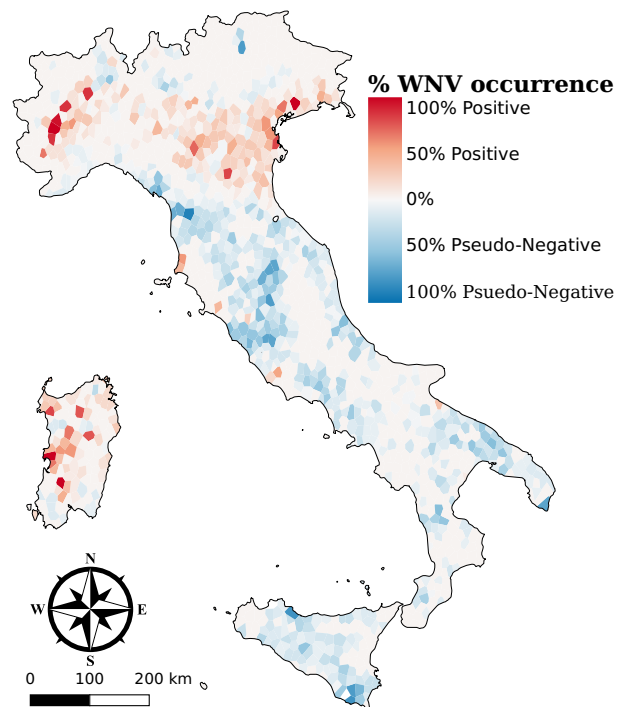 % WNV occurrence
100% Positive
50% Positive
0%
50% Pseudo-Negative
100% Psuedo-Negative
N
W E
S
0 100 200 km